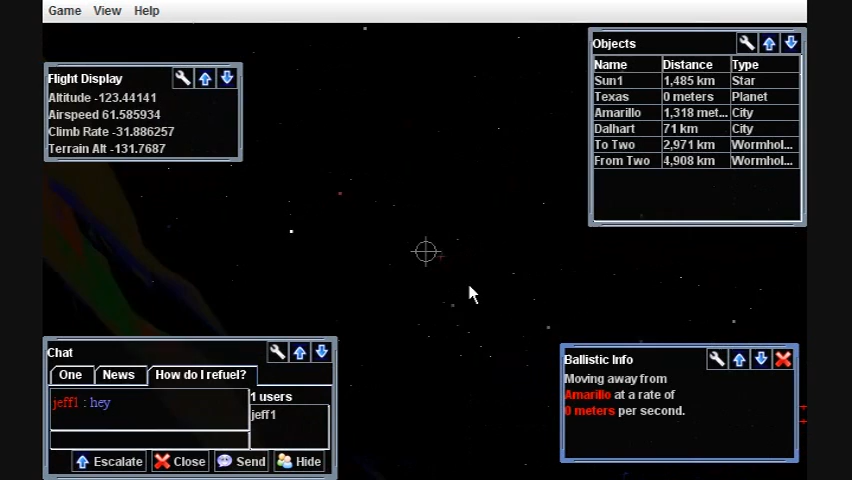 Game View Help
Flight Display
Altitude -123.44141
Airspeed 61.585934
Climb Rate -31.886257
Terrain Alt -131.7687
Objects
Name Distance Type
Sun1 1,485 km Star
Texas 0 meters Planet
Amarillo 1,318 met... City
Dalhart 71 km City
To Two 2,971 km Wormhol...
From Two 4,908 km Wormhol...
Chat
One News How do I refuel?
jeff1 : hey
1 users
jeff1
Escalate Close Send Hide
Ballistic Info
Moving away from
Amarillo at a rate of
0 meters per second.